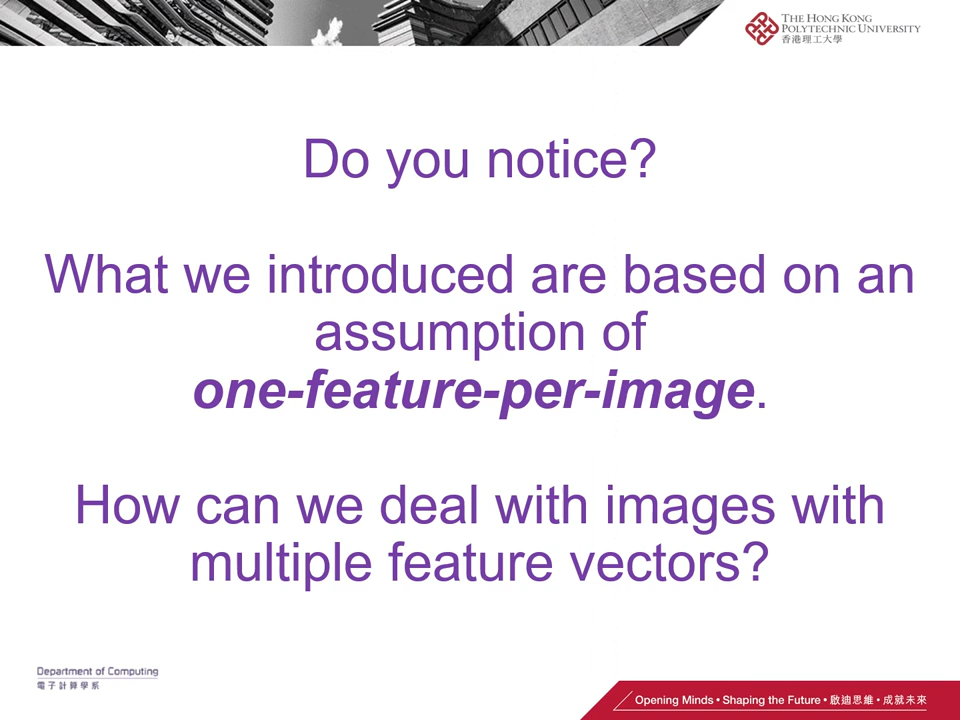 THE HONG KONG
POLYTECHNIC UNIVERSITY
香港理工大學
Do you notice?
What we introduced are based on an
assumption of
one-feature-per-image.
How can we deal with images with
multiple feature vectors?
Department of Computing
電子計算學系
Opening Minds • Shaping the Future • 啟迪思維 • 成就未來